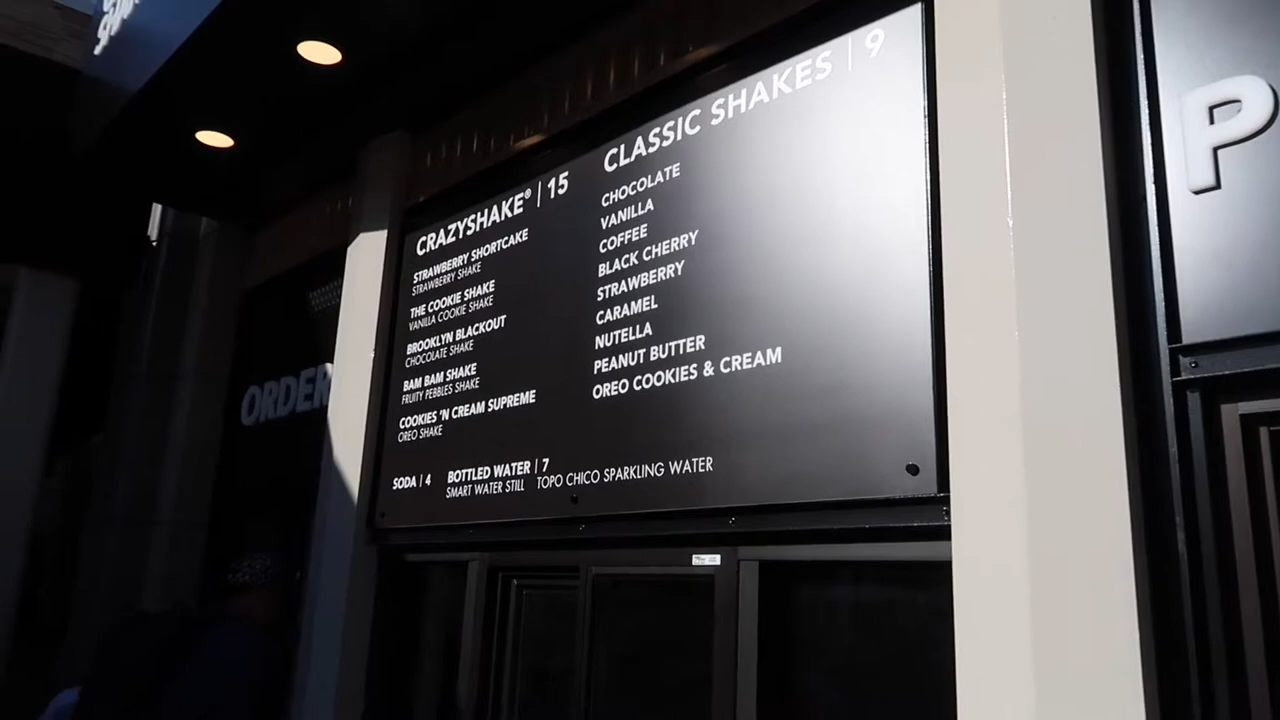 CRAZYSHAKE® | 15
STRAWBERRY SHORTCAKE
STRAWBERRY SHAKE
THE COOKIE SHAKE
VANILLA COOKIE SHAKE
BROOKLYN BLACKOUT
CHOCOLATE SHAKE
BAM BAM SHAKE
FRUITY PEBBLES SHAKE
COOKIES 'N CREAM SUPREME
OREO SHAKE
CLASSIC SHAKES | 9
CHOCOLATE
VANILLA
COFFEE
BLACK CHERRY
STRAWBERRY
CARAMEL
NUTELLA
PEANUT BUTTER
OREO COOKIES & CREAM
SODA | 4
BOTTLED WATER | 7
SMART WATER STILL TOPO CHICO SPARKLING WATER
ORDER
P